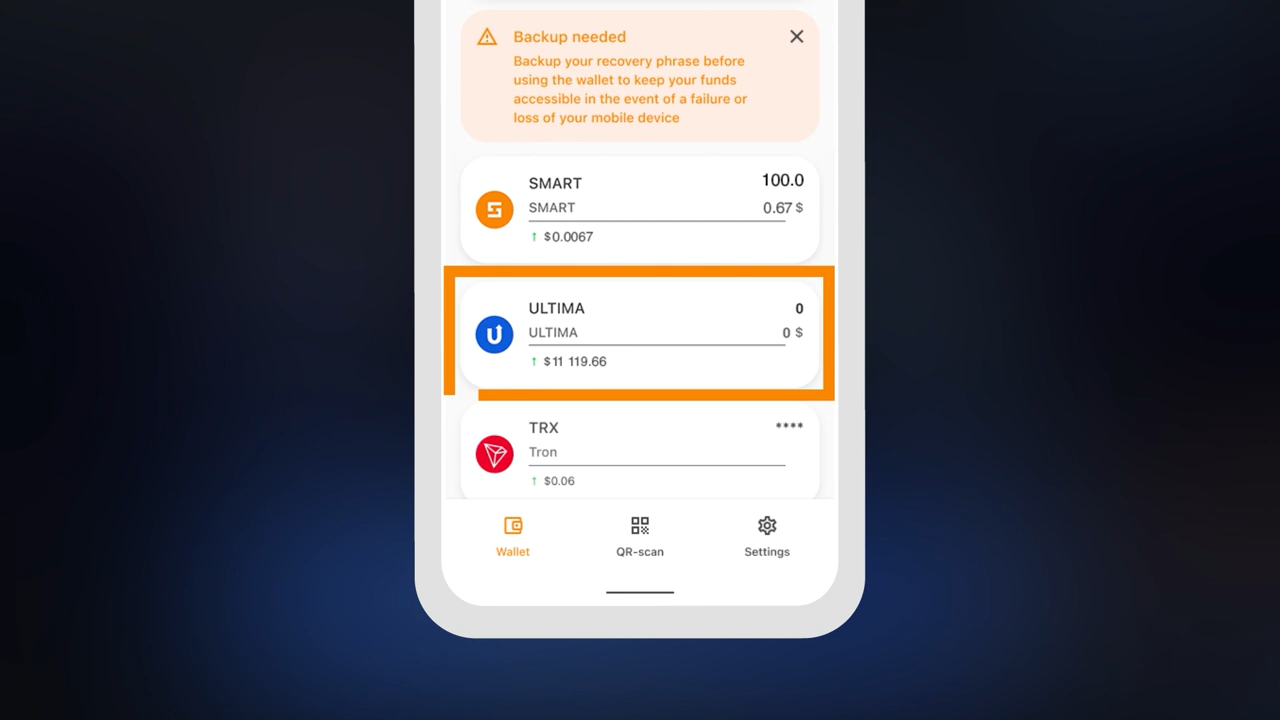 Backup needed
Backup your recovery phrase before
using the wallet to keep your funds
accessible in the event of a failure or
loss of your mobile device
SMART 100.0
SMART 0.67 $
↑ $0.0067
ULTIMA 0
ULTIMA 0 $
↑ $11 119.66
TRX ****
Tron
↑ $0.06
Wallet QR-scan Settings